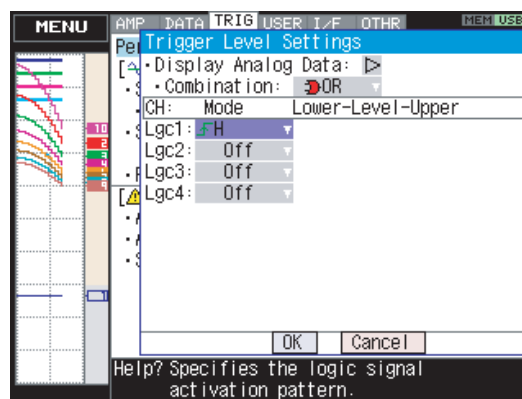 MENU
AMP DATA TRIG USER I/F OTHR MEM USB
Trigger Level Settings
・Display Analog Data:
・Combination: OR
CH: Mode Lower-Level-Upper
Lgc1: H
Lgc2: Off
Lgc3: Off
Lgc4: Off
10
OK Cancel
Help? Specifies the logic signal
activation pattern.